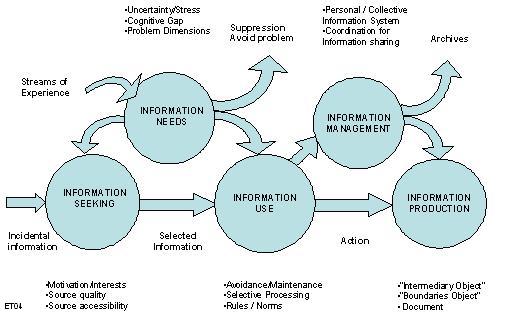 •Uncertainty/Stress
•Cognitive Gap
•Problem Dimensions
Suppression
Avoid problem
•Personal / Collective
Information System
•Coordination for
Information sharing
Archives
Streams of
Experience
INFORMATION
NEEDS
INFORMATION
MANAGEMENT
INFORMATION
SEEKING
INFORMATION
USE
INFORMATION
PRODUCTION
Incidental
information
Selected
Information
Action
•Motivation/Interests
•Source quality
•Source accessibility
•Avoidance/Maintenance
•Selective Processing
•Rules / Norms
•"Intermediary Object"
•"Boundaries Object"
• Document
ET04